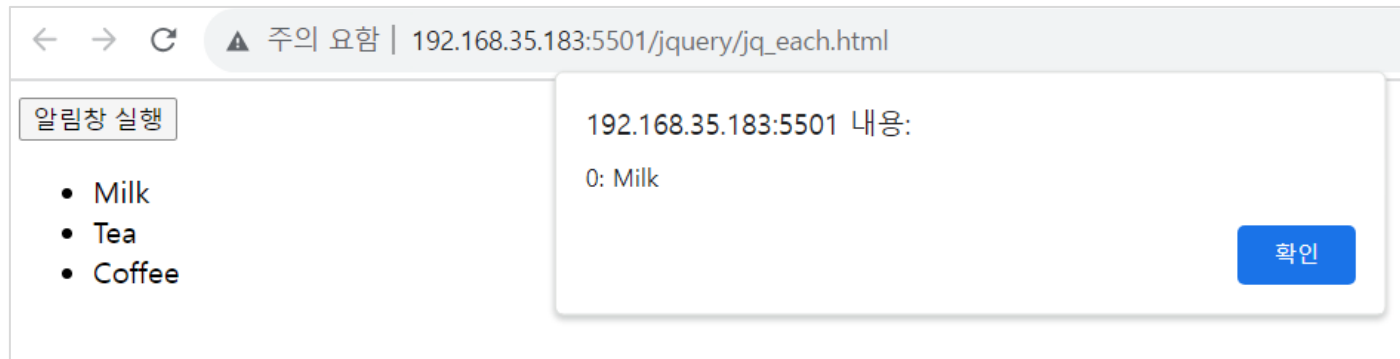 주의 요함 | 192.168.35.183:5501/jquery/jq_each.html
알림창 실행
192.168.35.183:5501 내용:
0: Milk
확인
• Milk
• Tea
• Coffee